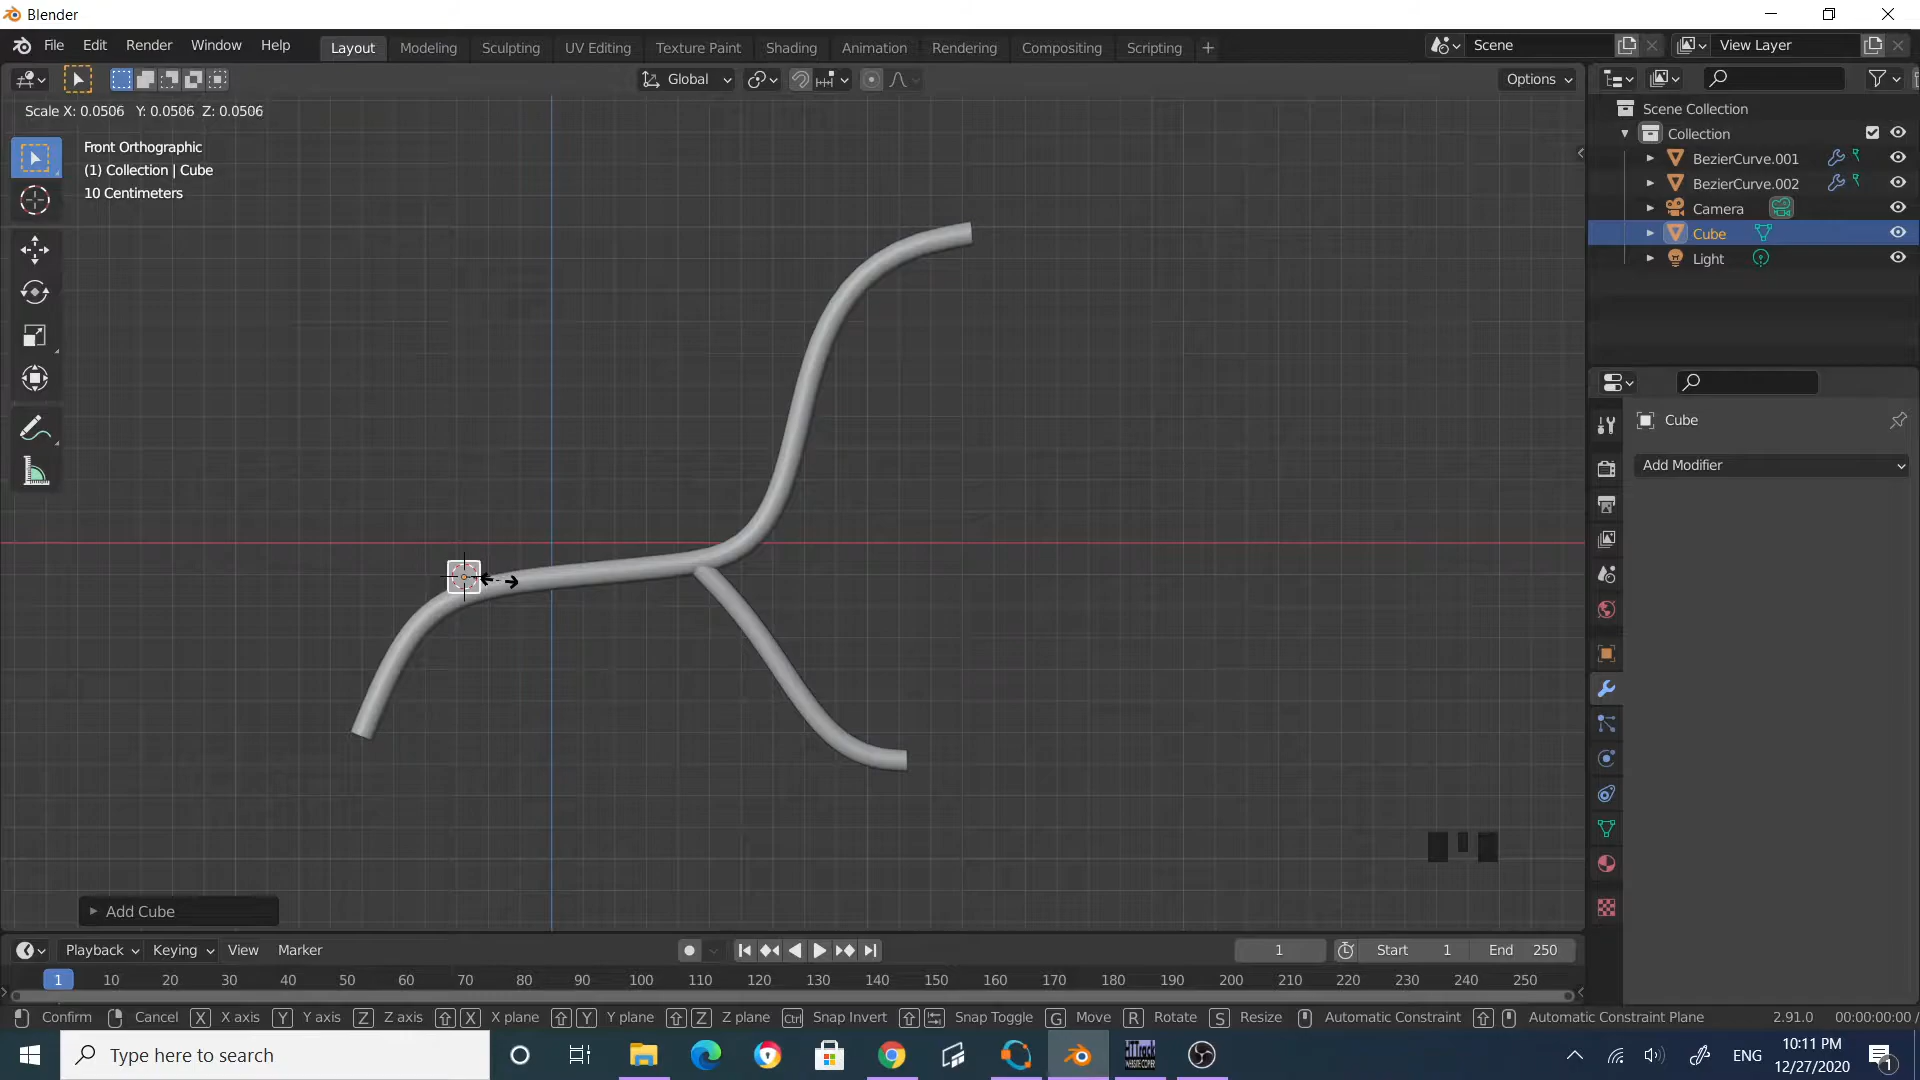 Blender
File Edit Render Window Help Layout Modeling Sculpting UV Editing Texture Paint Shading Animation Rendering Compositing Scripting + Scene View Layer
Global Options
Scale X: 0.0506 Y: 0.0506 Z: 0.0506
Front Orthographic
(1) Collection | Cube
10 Centimeters
Scene Collection
Collection
BezierCurve.001
BezierCurve.002
Camera
Cube
Light
Cube
Add Modifier
Add Cube
Playback Keying View Marker 1 Start 1 End 250
1 10 20 30 40 50 60 70 80 90 100 110 120 130 140 150 160 170 180 190 200 210 220 230 240 250
Confirm Cancel X X axis Y Y axis Z Z axis X X plane Y Y plane Z Z plane Ctrl Snap Invert Snap Toggle G Move R Rotate S Resize Automatic Constraint Automatic Constraint Plane 2.91.0 00:00:00:00 /
Type here to search
HTTrack
WEBSITE COPIER
ENG
10:11 PM
12/27/2020
1